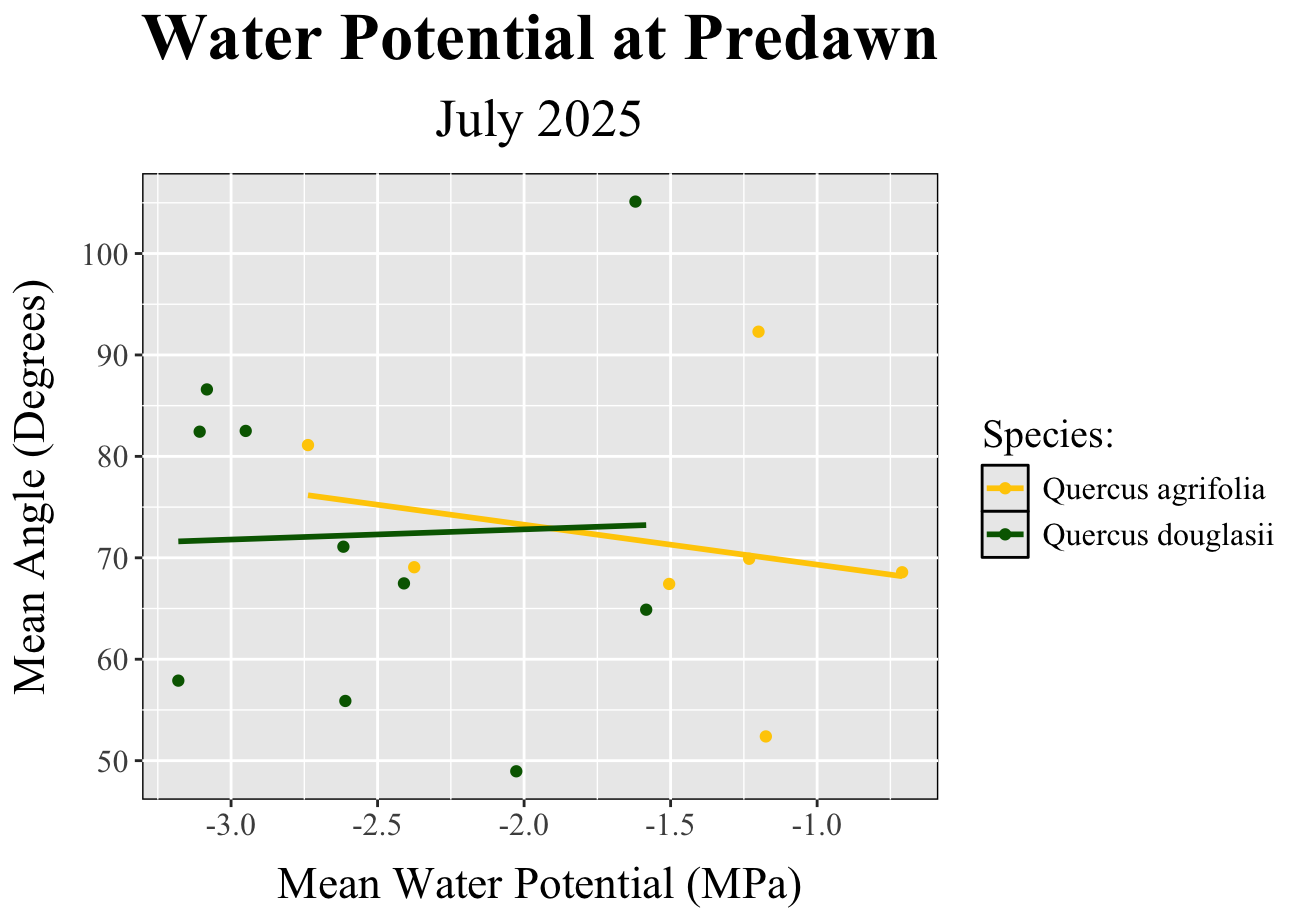 Water Potential at Predawn
July 2025
Mean Angle (Degrees)
100
90
80
70
60
50
-3.0
-2.5
-2.0
-1.5
-1.0
Mean Water Potential (MPa)
Species:
Quercus agrifolia
Quercus douglasii